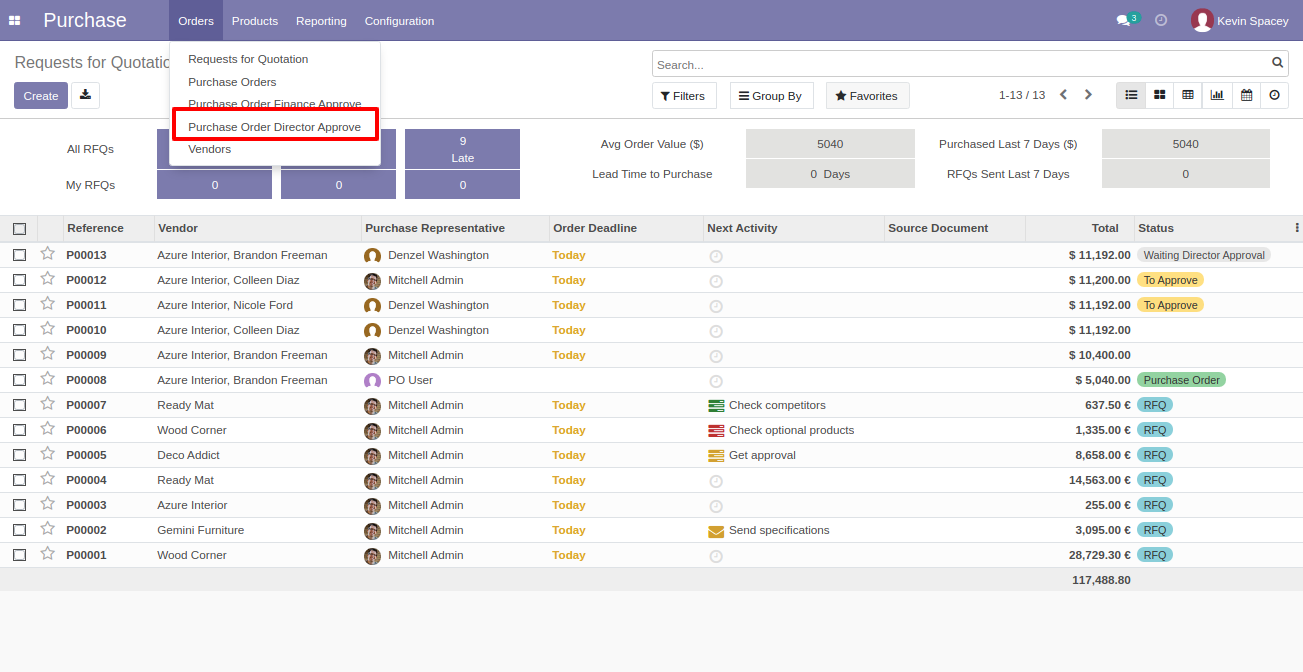 Purchase Orders Products Reporting Configuration 3 Kevin Spacey
Requests for Quotatio
Requests for Quotation
Purchase Orders
Purchase Order Finance Approve
Purchase Order Director Approve
Vendors
Search...
Create Filters Group By Favorites 1-13 / 13
All RFQs 9
Late
My RFQs 0 0 0
Avg Order Value ($) 5040 Purchased Last 7 Days ($) 5040
Lead Time to Purchase 0 Days RFQs Sent Last 7 Days 0
Reference Vendor Purchase Representative Order Deadline Next Activity Source Document Total Status
P00013 Azure Interior, Brandon Freeman Denzel Washington Today $ 11,192.00 Waiting Director Approval
P00012 Azure Interior, Colleen Diaz Mitchell Admin Today $ 11,200.00 To Approve
P00011 Azure Interior, Nicole Ford Denzel Washington Today $ 11,192.00 To Approve
P00010 Azure Interior, Colleen Diaz Denzel Washington Today $ 11,192.00
P00009 Azure Interior, Brandon Freeman Mitchell Admin Today $ 10,400.00
P00008 Azure Interior, Brandon Freeman PO User $ 5,040.00 Purchase Order
P00007 Ready Mat Mitchell Admin Today Check competitors 637.50 € RFQ
P00006 Wood Corner Mitchell Admin Today Check optional products 1,335.00 € RFQ
P00005 Deco Addict Mitchell Admin Today Get approval 8,658.00 € RFQ
P00004 Ready Mat Mitchell Admin Today 14,563.00 € RFQ
P00003 Azure Interior Mitchell Admin Today 255.00 € RFQ
P00002 Gemini Furniture Mitchell Admin Today Send specifications 3,095.00 € RFQ
P00001 Wood Corner Mitchell Admin Today 28,729.30 € RFQ
117,488.80